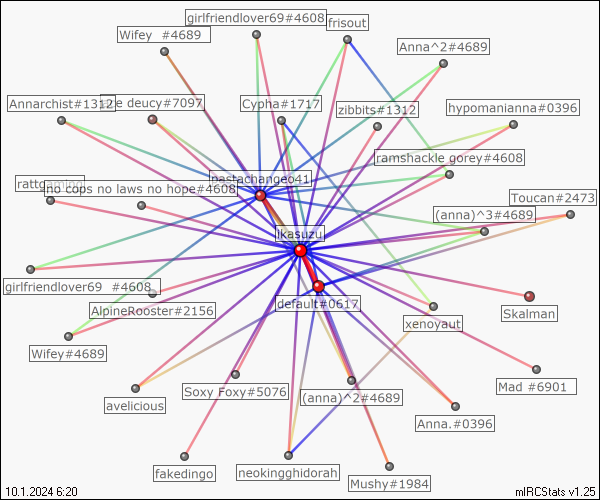 girlfriendlover69#4608
frisout
Wifey #4689
Anna^2#4689
Annarchist#1312
deucy#7097
Cypha#1717
zibbits#1312
hypomanianna#0396
ramshackle gorey#4608
pastachangeo41
no cops no laws no hope#4608
Toucan#2473
(anna)^3#4689
lkasuzu
girlfriendlover69 #4608
AlpineRooster#2156
default#0617
Skalman
xenoyaut
Wifey#4689
Mad #6901
Soxy Foxy#5076
(anna)^2#4689
avelicious
Anna.#0396
fakedingo
neokingghidorah
Mushy#1984
10.1.2024 6:20
mIRCStats v1.25